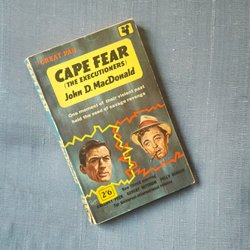 GREAT PAN
CAPE FEAR
(THE EXECUTIONERS)
John D. MacDonald
One moment of their violent past
held the seed of savage revenge
2'6